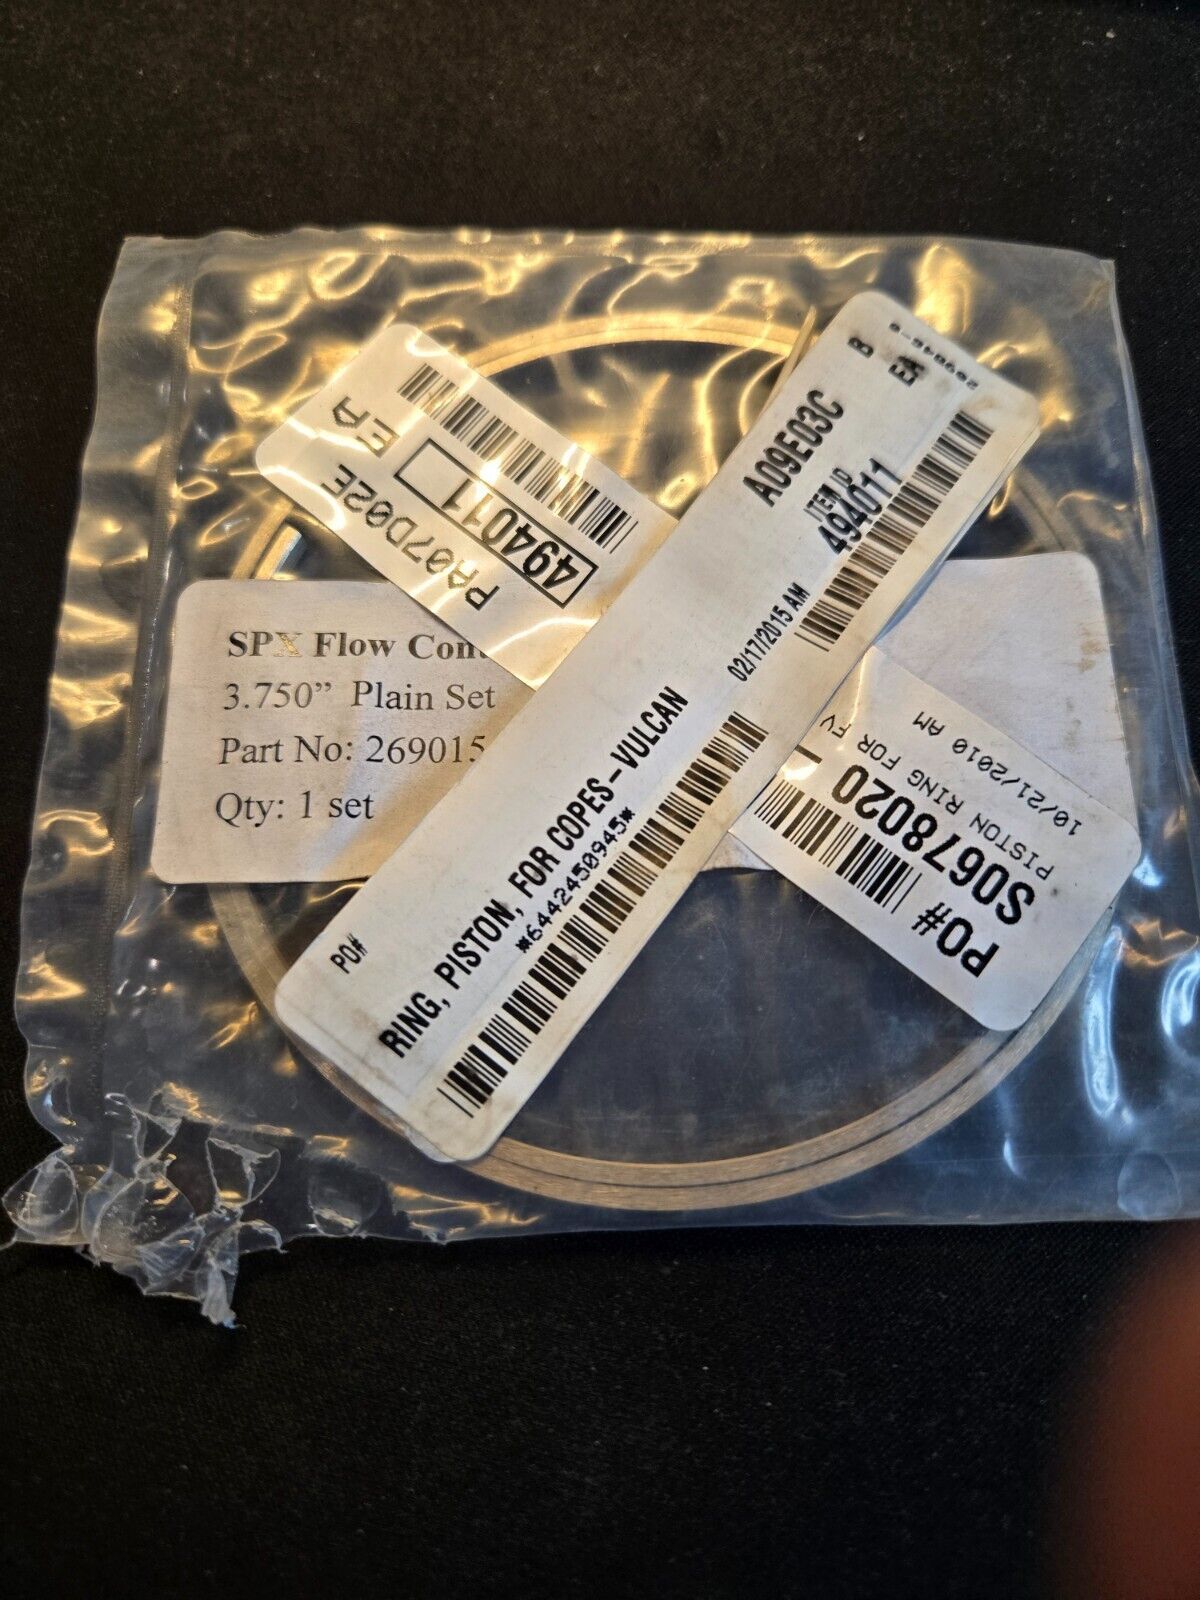 SPX Flow Con
3.750” Plain Set
Part No: 269015
Qty: 1 set
PA07D02E EA
494011
A09E03C
B EA
ITEM ID
494011
02/17/2015 AM
RING, PISTON, FOR COPES-VULCAN
*6442450945*
PO#
PO#
S0678020
PISTON RING FOR FV
10/21/2010 AM